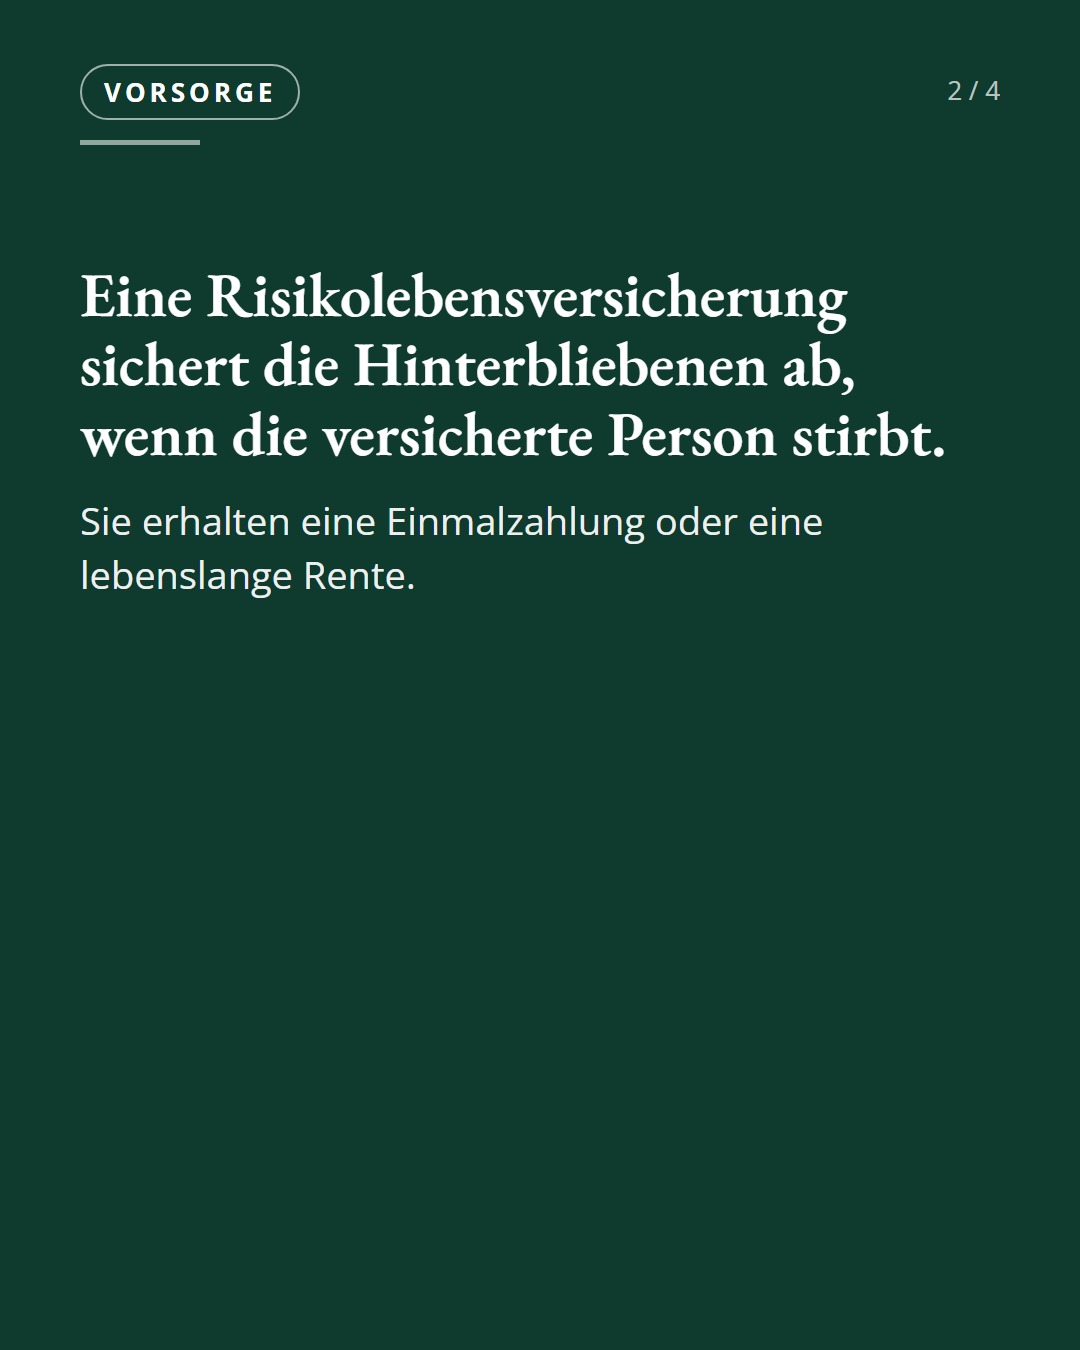 VORSORGE
2 / 4
Eine Risikolebensversicherung
sichert die Hinterbliebenen ab,
wenn die versicherte Person stirbt.
Sie erhalten eine Einmalzahlung oder eine
lebenslange Rente.